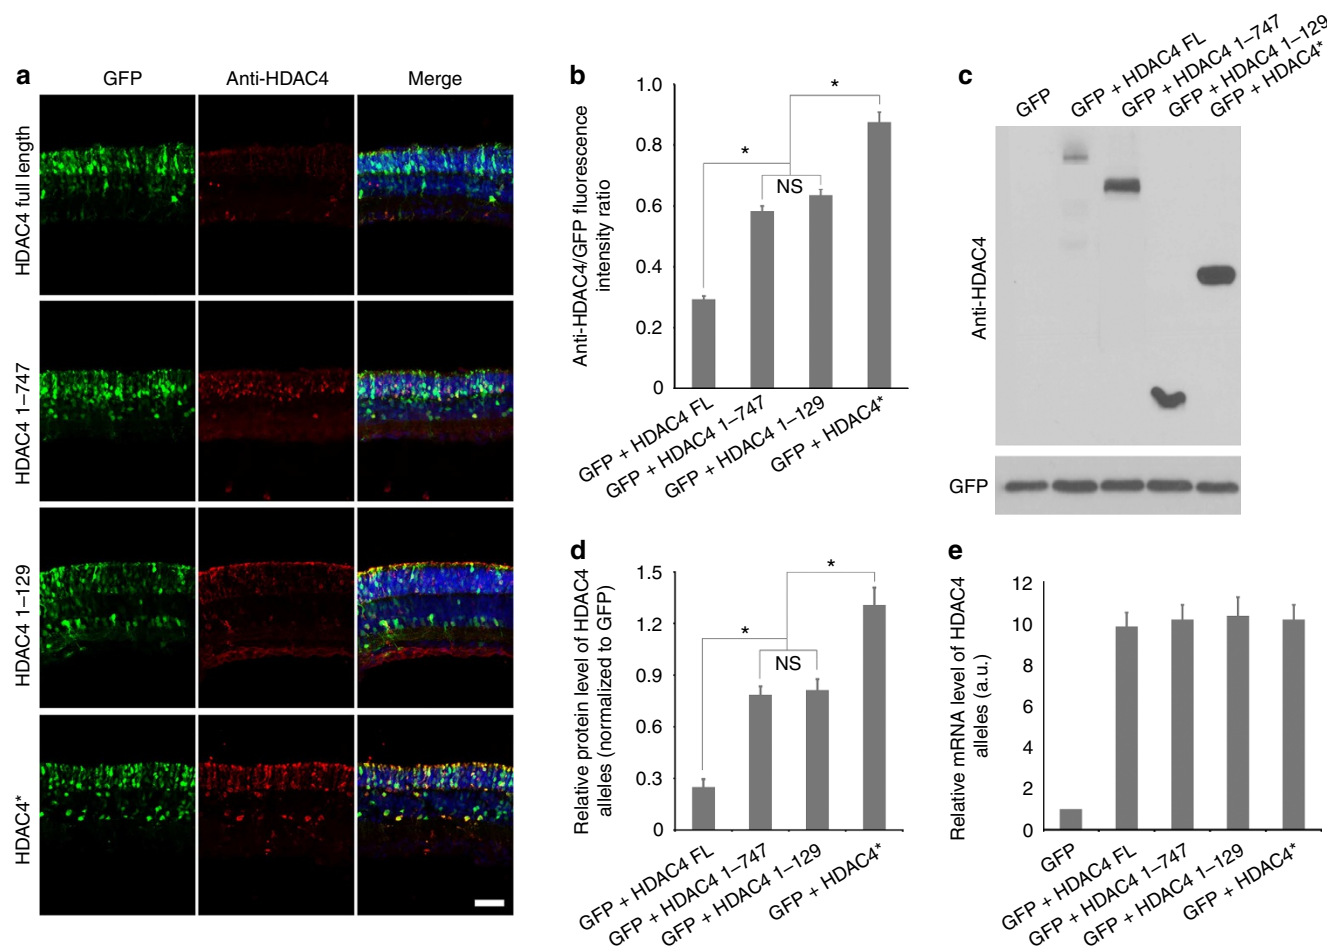 a
GFP
Anti-HDAC4
Merge
HDAC4 full length
HDAC4 1–747
HDAC4 1–129
HDAC4*
b
Anti-HDAC4/GFP fluorescence
intensity ratio
1.0
0.8
0.6
0.4
0.2
0
*
NS
*
GFP + HDAC4 FL
GFP + HDAC4 1–747
GFP + HDAC4 1–129
GFP + HDAC4*
c
GFP
GFP + HDAC4 FL
GFP + HDAC4 1–747
GFP + HDAC4 1–129
GFP + HDAC4*
Anti-HDAC4
GFP
d
Relative protein level of HDAC4
alleles (normalized to GFP)
1.5
1.2
0.9
0.6
0.3
0
*
NS
*
GFP + HDAC4 FL
GFP + HDAC4 1–747
GFP + HDAC4 1–129
GFP + HDAC4*
e
Relative mRNA level of HDAC4
alleles (a.u.)
12
10
8
6
4
2
0
GFP
GFP + HDAC4 FL
GFP + HDAC4 1–747
GFP + HDAC4 1–129
GFP + HDAC4*